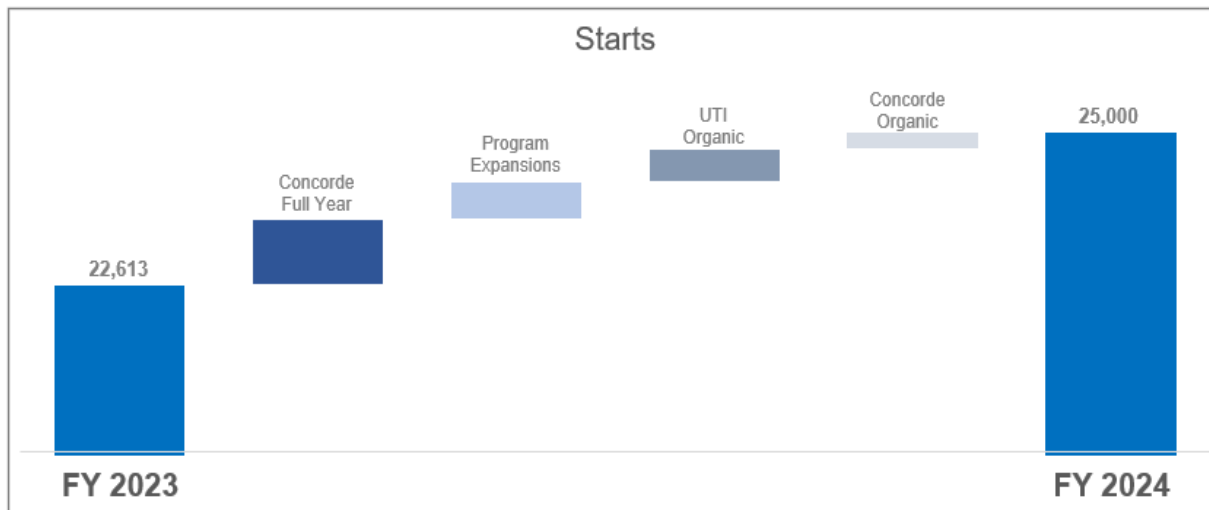 Starts
22,613
Concorde
Full Year
Program
Expansions
UTI
Organic
Concorde
Organic
25,000
FY 2023
FY 2024